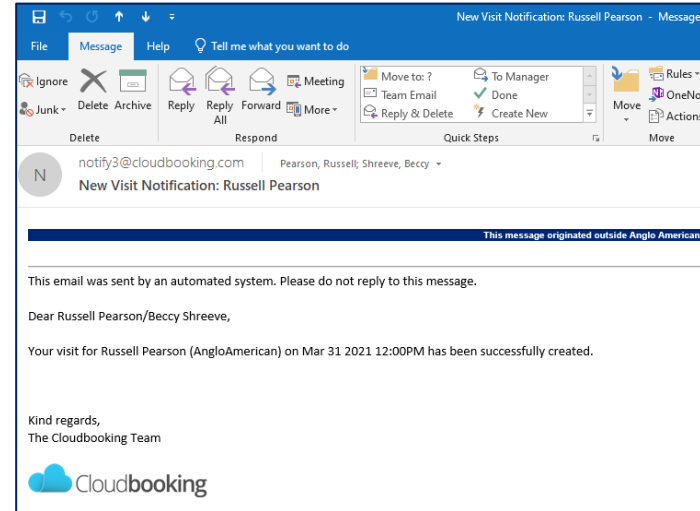 New Visit Notification: Russell Pearson - Message
File Message Help Tell me what you want to do
Ignore
Junk
Delete Archive
Delete
Reply Reply All Forward
Meeting
More
Respond
Move to: ? To Manager
Team Email Done
Reply & Delete Create New
Quick Steps
Move
Rules
Actions
Move
N
notify3@cloudbooking.com Pearson, Russell; Shreeve, Beccy
New Visit Notification: Russell Pearson
This message originated outside Anglo American
This email was sent by an automated system. Please do not reply to this message.
Dear Russell Pearson/Beccy Shreeve,
Your visit for Russell Pearson (AngloAmerican) on Mar 31 2021 12:00PM has been successfully created.
Kind regards,
The Cloudbooking Team
Cloudbooking